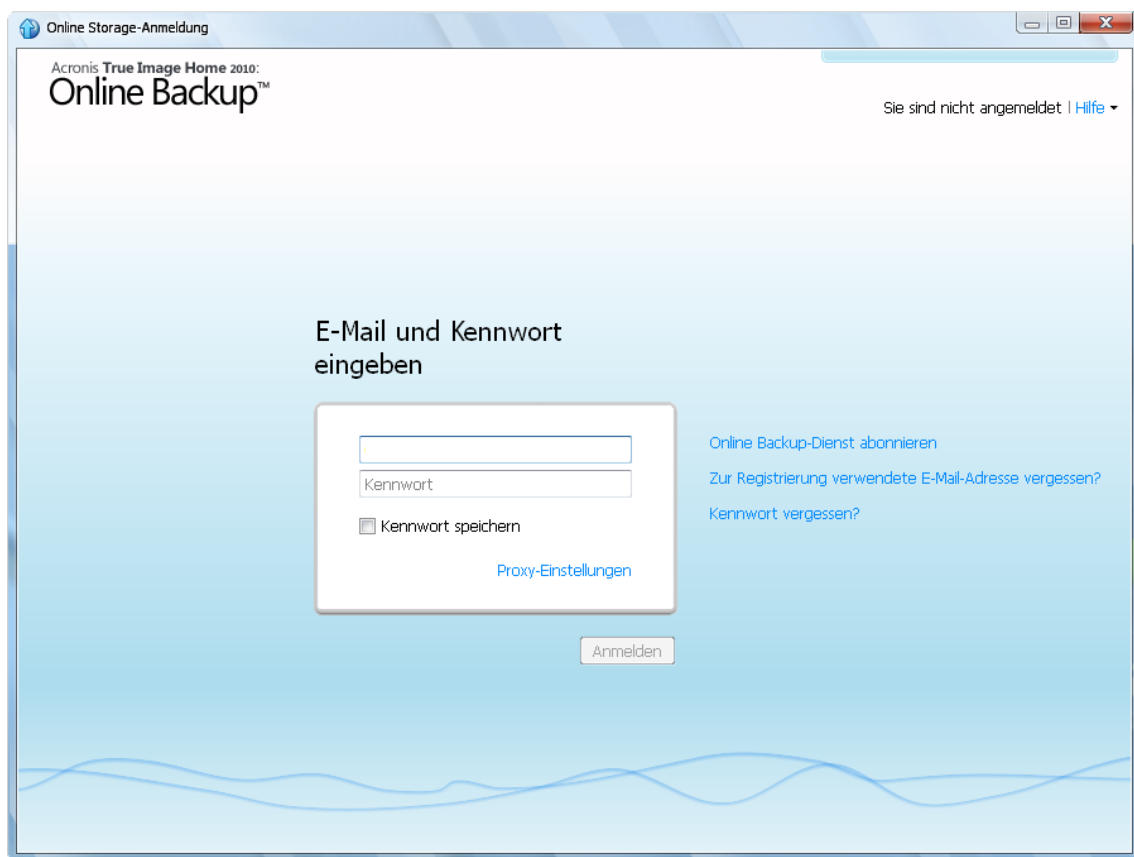 Online Storage-Anmeldung
Acronis True Image Home 2010:
Online Backup™
Sie sind nicht angemeldet | Hilfe
E-Mail und Kennwort
eingeben
Kennwort
Kennwort speichern
Proxy-Einstellungen
Anmelden
Online Backup-Dienst abonnieren
Zur Registrierung verwendete E-Mail-Adresse vergessen?
Kennwort vergessen?